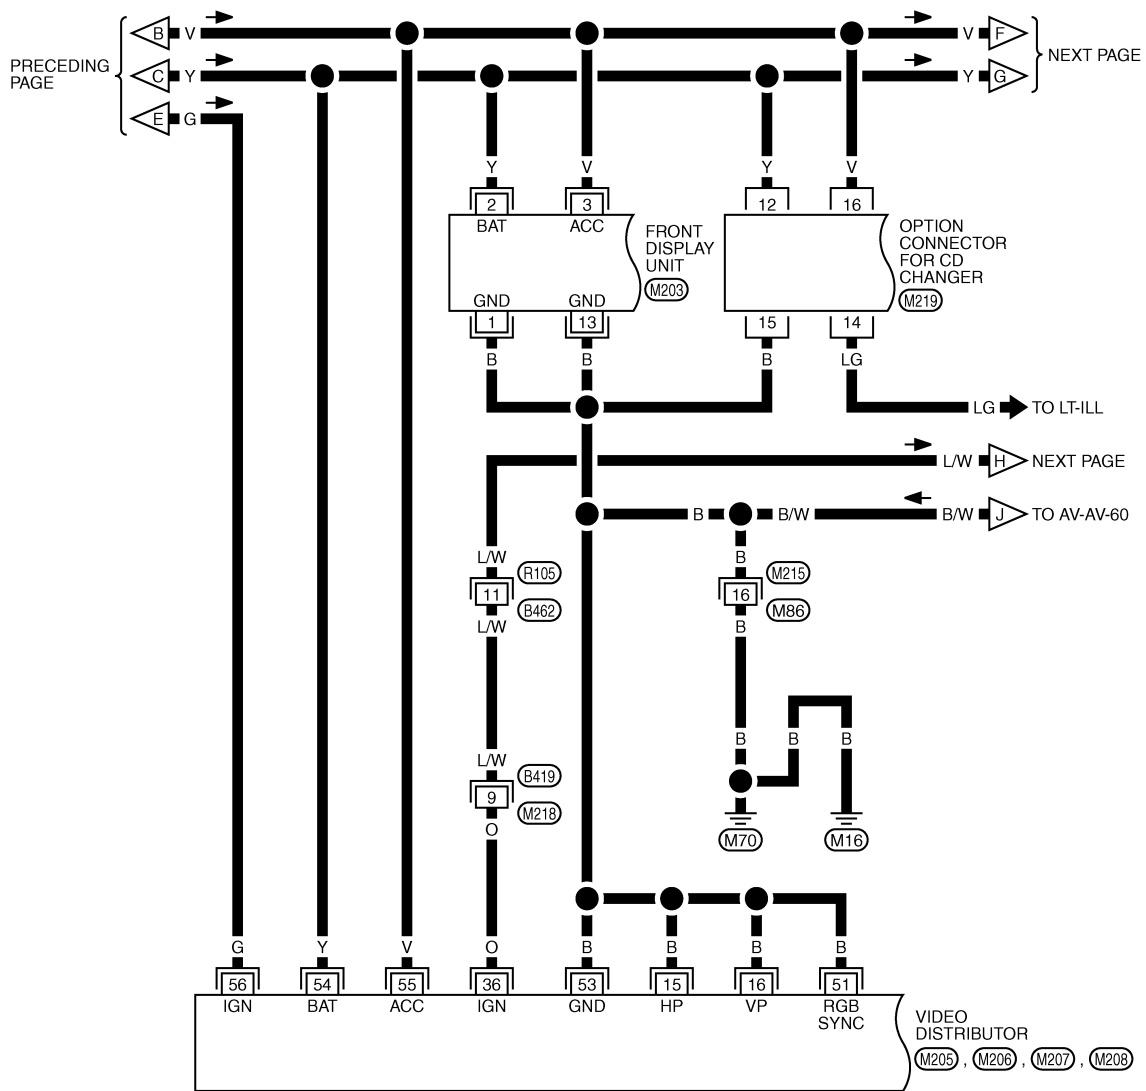 B V V F
PRECEDING
PAGE
C Y Y G
NEXT PAGE
E G
Y V Y V
2 3 12 16
BAT ACC
FRONT
DISPLAY
UNIT
M203
OPTION
CONNECTOR
FOR CD
CHANGER
M219
GND GND
1 13 15 14
B B B LG
LG TO LT-ILL
L/W H NEXT PAGE
B B/W B/W J TO AV-AV-60
L/W R105 B M215
11 16
B462 M86
L/W B
B B B
L/W B419
9
M218
O
M70 M16
G Y V O B B B B
56 54 55 36 53 15 16 51
IGN BAT ACC IGN GND HP VP RGB
SYNC
VIDEO
DISTRIBUTOR
M205 , M206 , M207 , M208